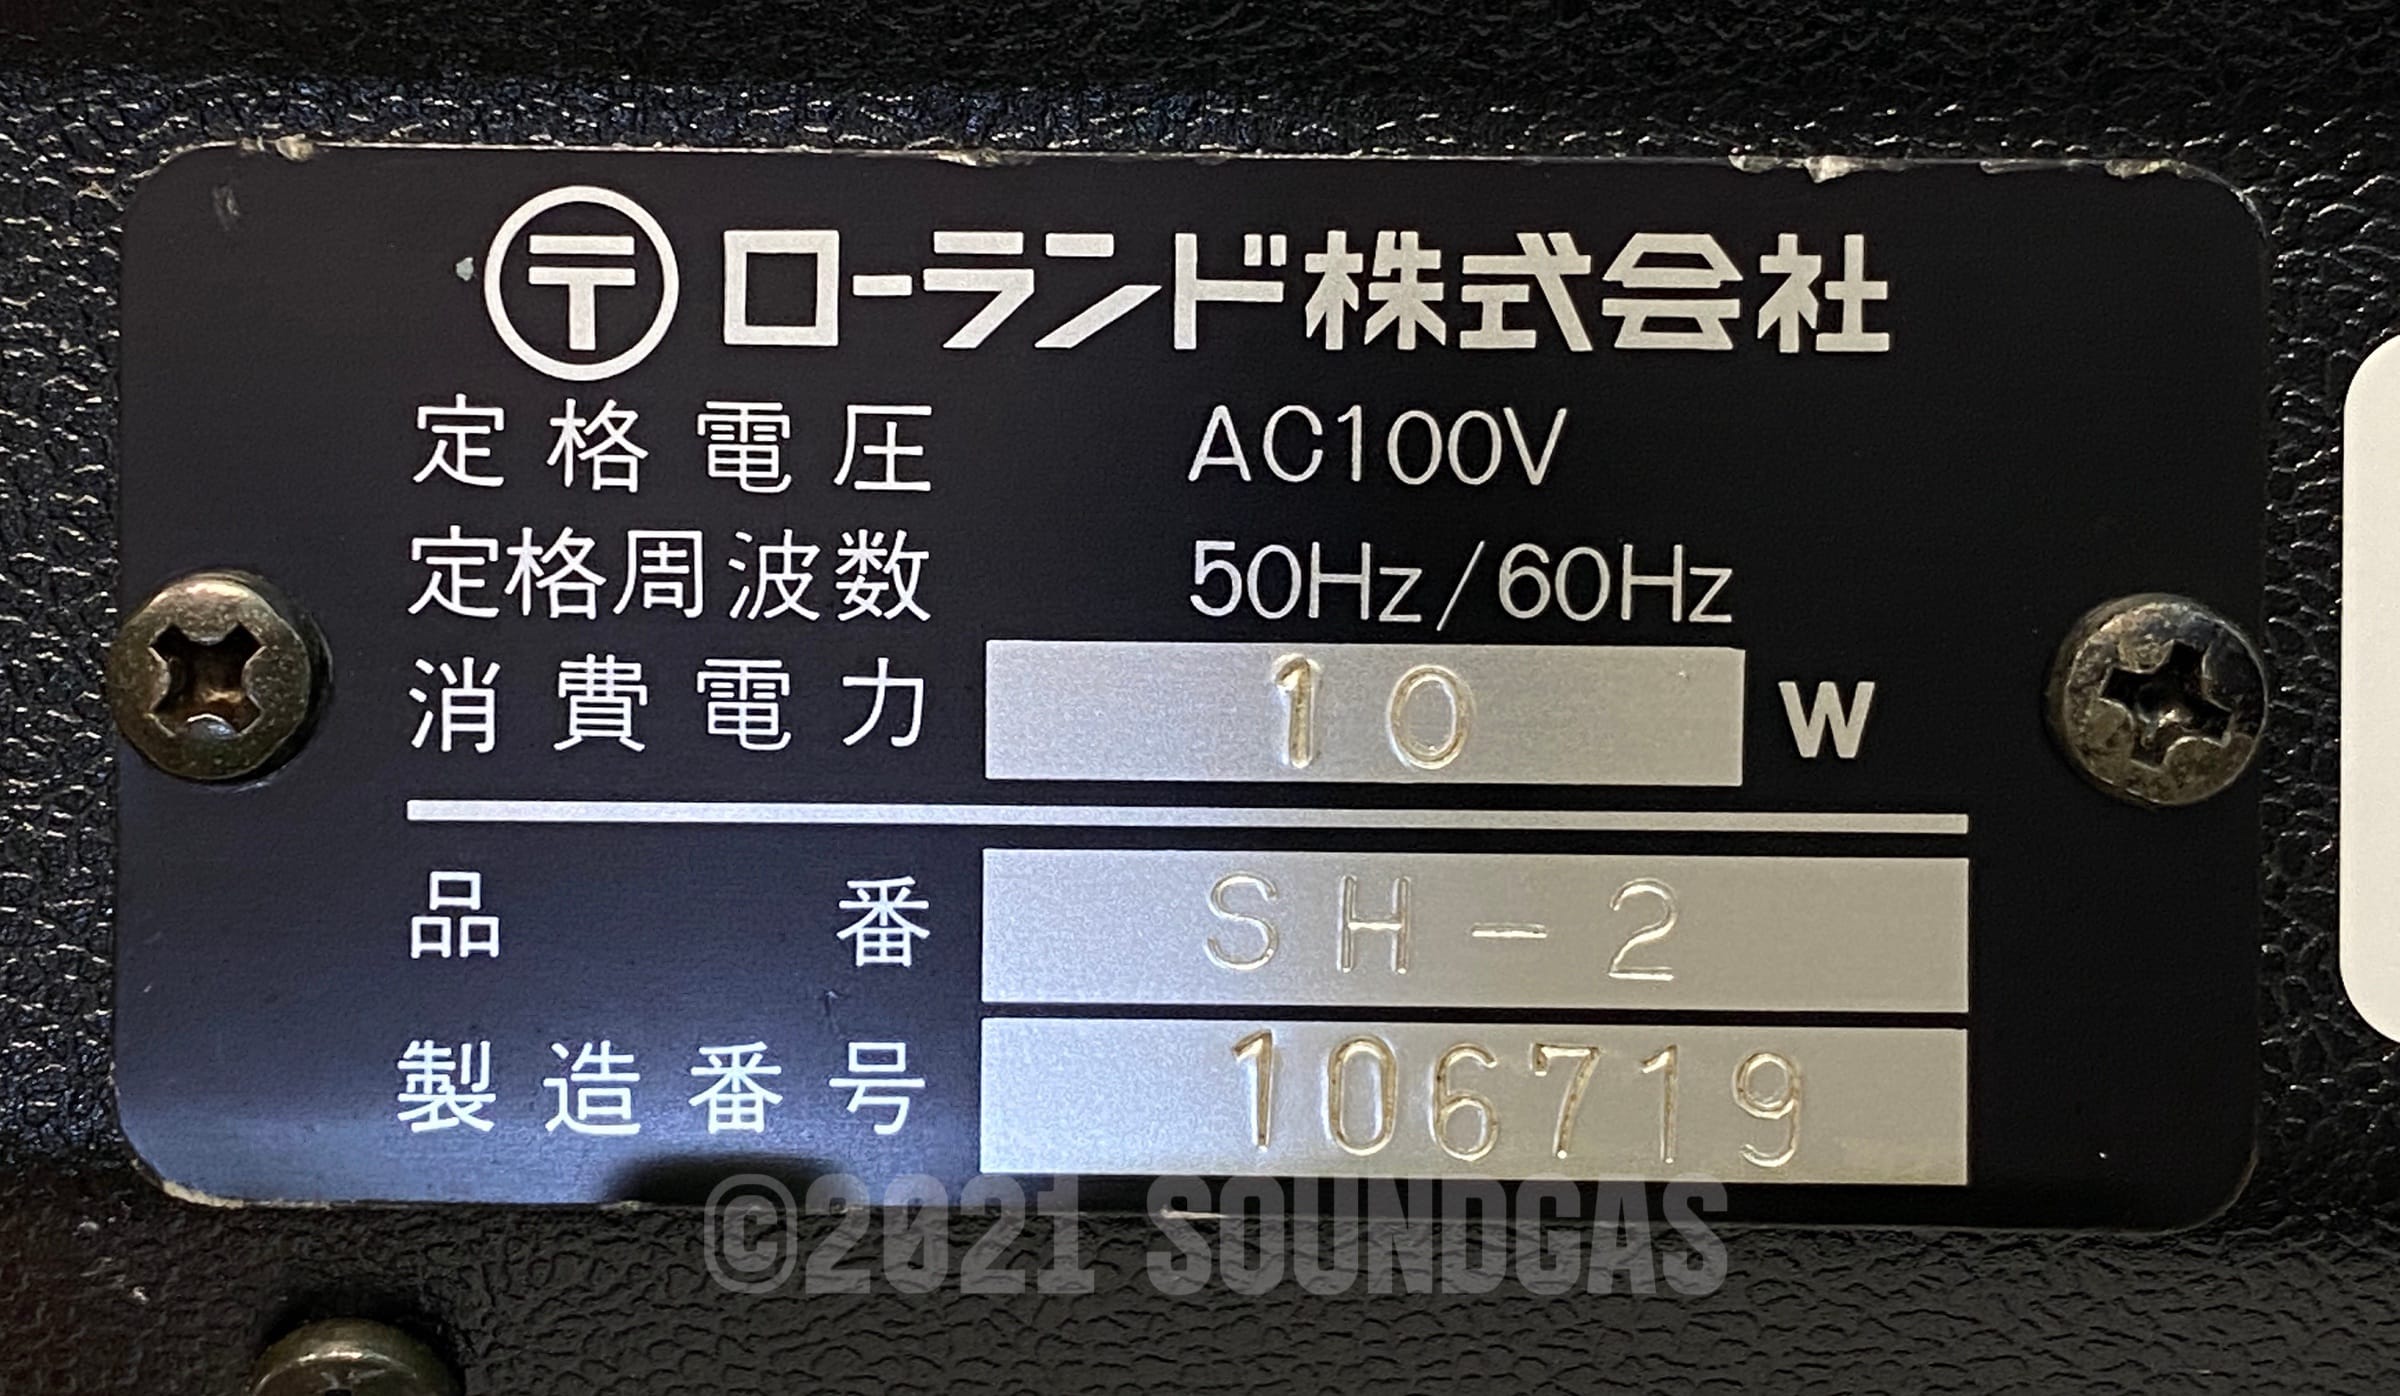 〶ローランド株式会社
定格電圧 AC100V
定格周波数 50Hz/60Hz
消費電力 10 W
品番 SH-2
製造番号 106719
©2021 SOUNDGAS